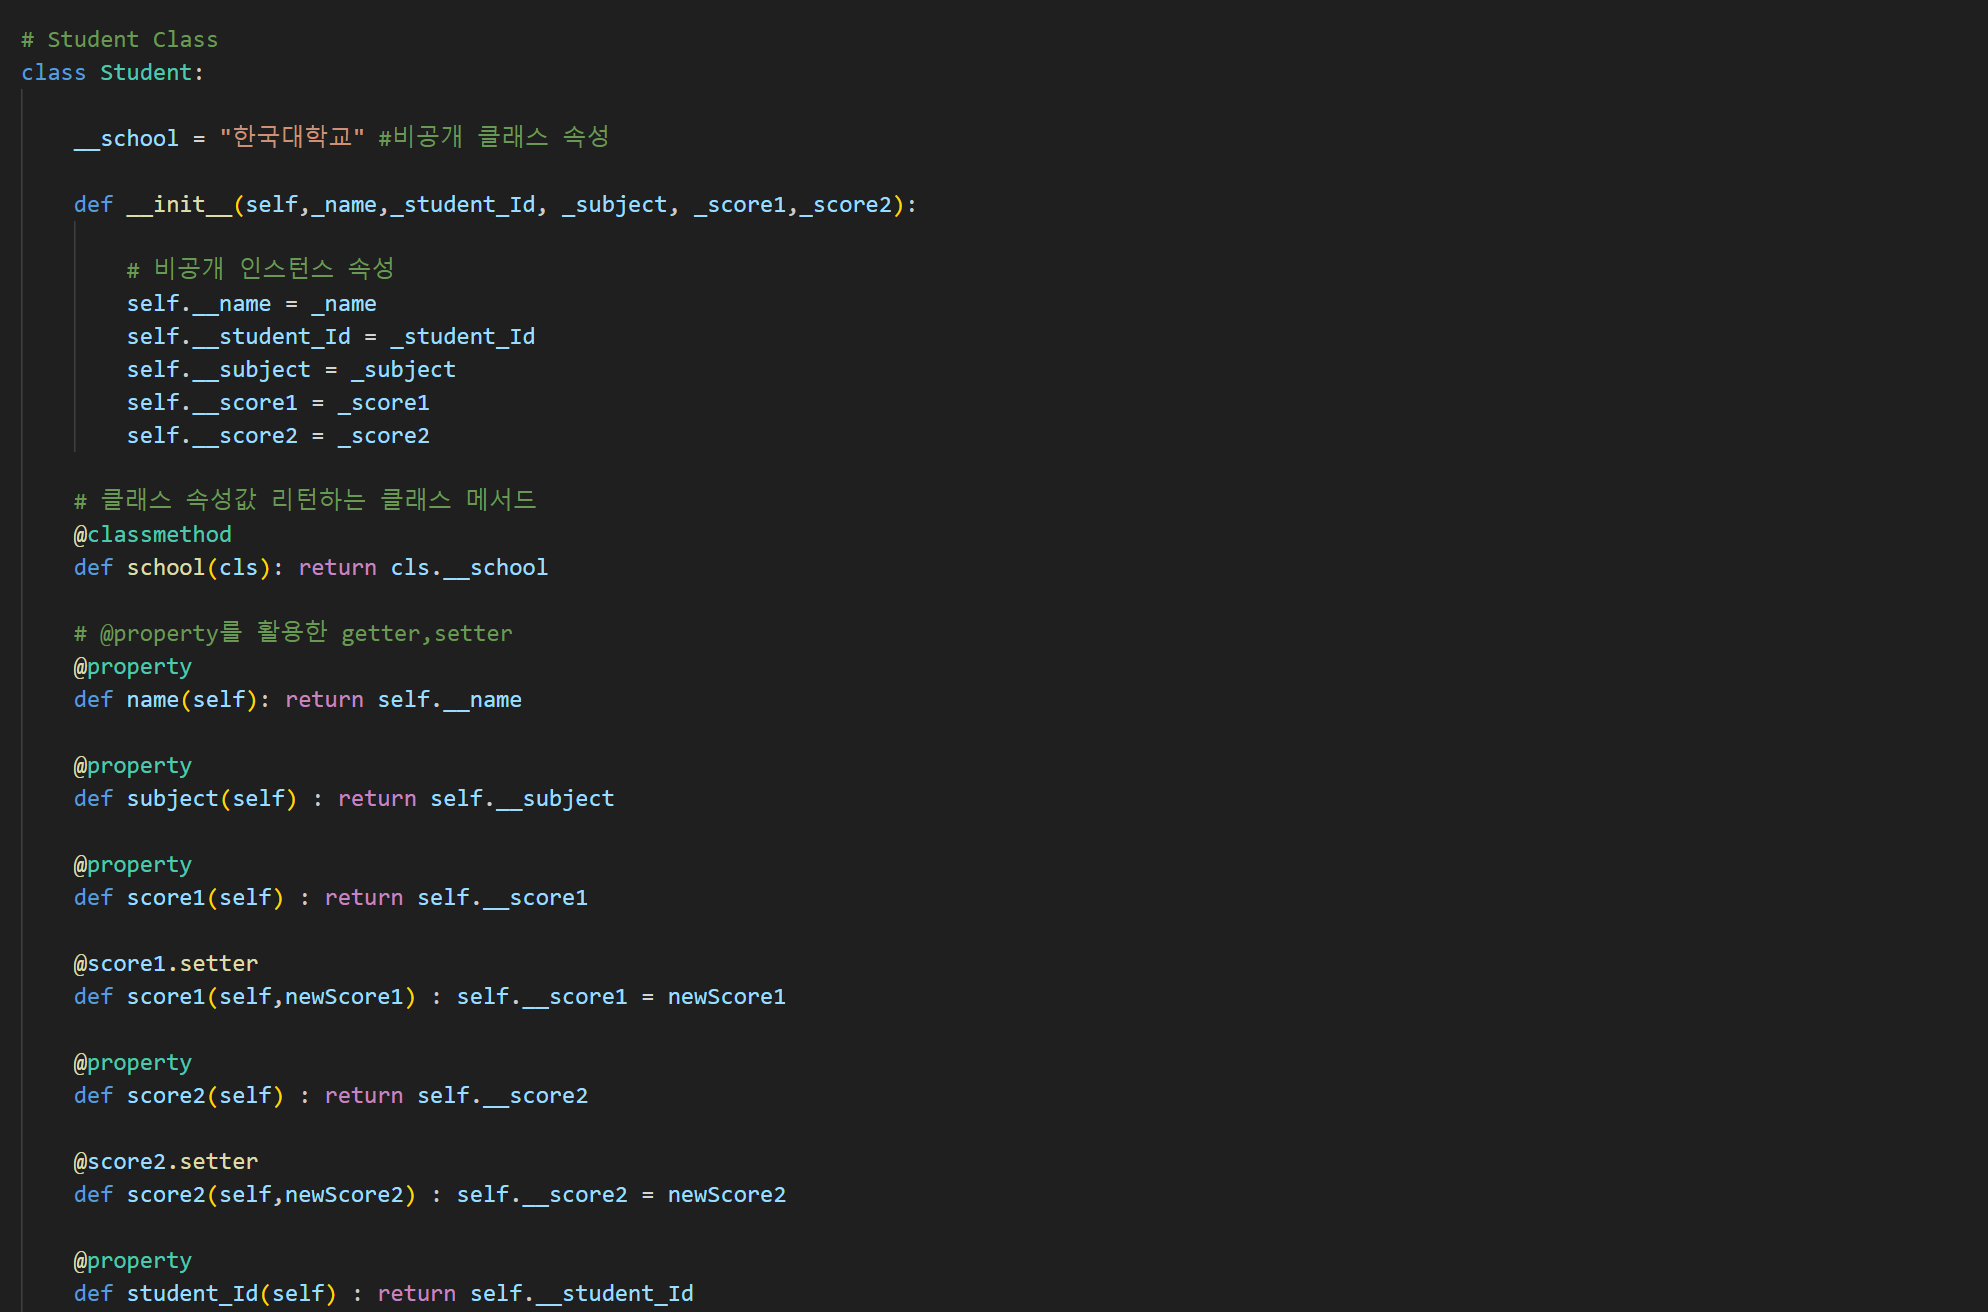 # Student Class
class Student:
__school = "한국대학교" #비공개 클래스 속성
def __init__(self,_name,_student_Id, _subject, _score1,_score2):
# 비공개 인스턴스 속성
self.__name = _name
self.__student_Id = _student_Id
self.__subject = _subject
self.__score1 = _score1
self.__score2 = _score2
# 클래스 속성값 리턴하는 클래스 메서드
@classmethod
def school(cls): return cls.__school
# @property를 활용한 getter,setter
@property
def name(self): return self.__name
@property
def subject(self) : return self.__subject
@property
def score1(self) : return self.__score1
@score1.setter
def score1(self,newScore1) : self.__score1 = newScore1
@property
def score2(self) : return self.__score2
@score2.setter
def score2(self,newScore2) : self.__score2 = newScore2
@property
def student_Id(self) : return self.__student_Id